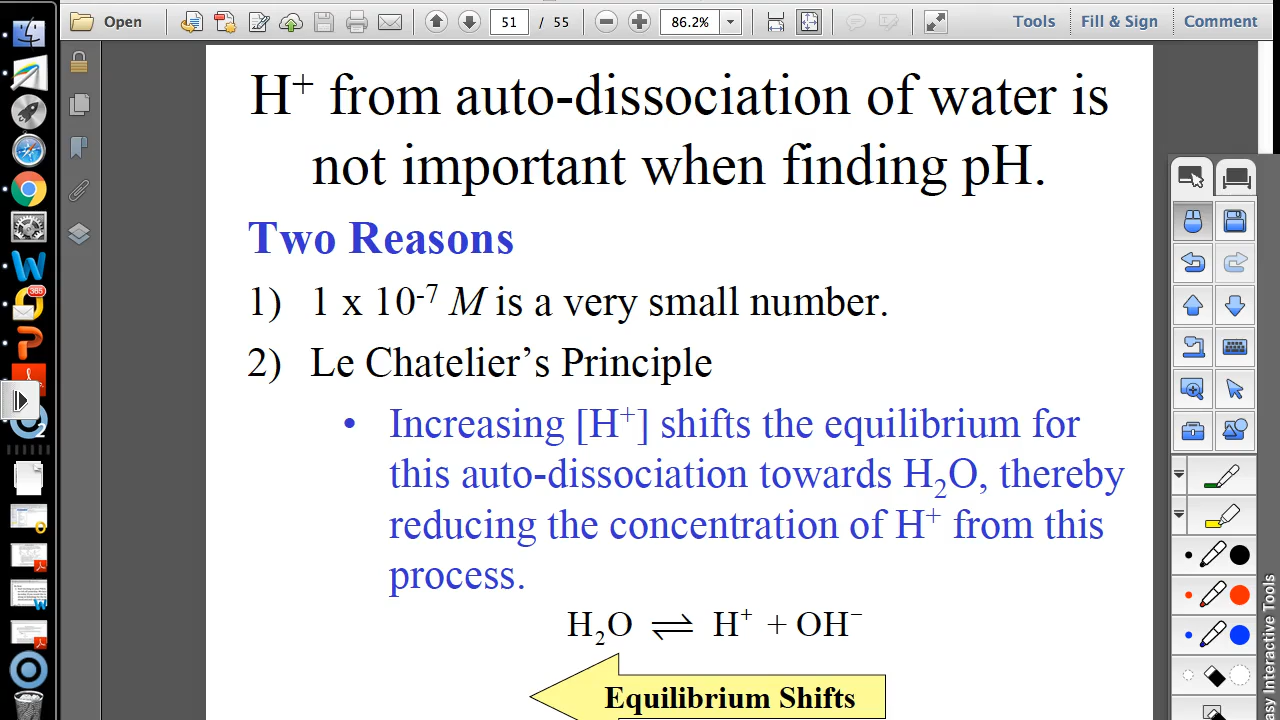 Open 51 / 55 86.2% Tools Fill & Sign Comment
H⁺ from auto-dissociation of water is
not important when finding pH.
Two Reasons
1) 1 x 10⁻⁷ M is a very small number.
2) Le Chatelier’s Principle
• Increasing [H⁺] shifts the equilibrium for
this auto-dissociation towards H₂O, thereby
reducing the concentration of H⁺ from this
process.
H₂O ⇌ H⁺ + OH⁻
Equilibrium Shifts
365
2
esy Interactive Tools